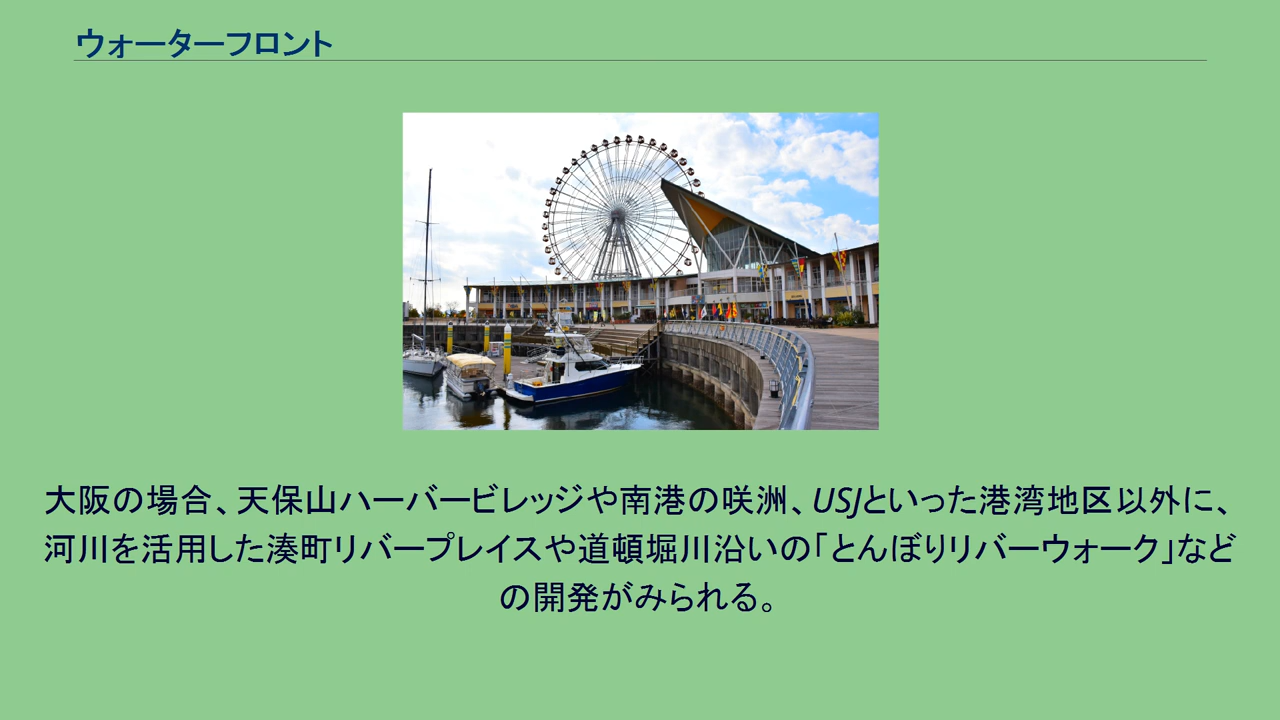 ウォーターフロント
大阪の場合、天保山ハーバービレッジや南港の咲洲、USJといった港湾地区以外に、
河川を活用した湊町リバープレイスや道頓堀川沿いの「とんぼりリバーウォーク」など
の開発がみられる。